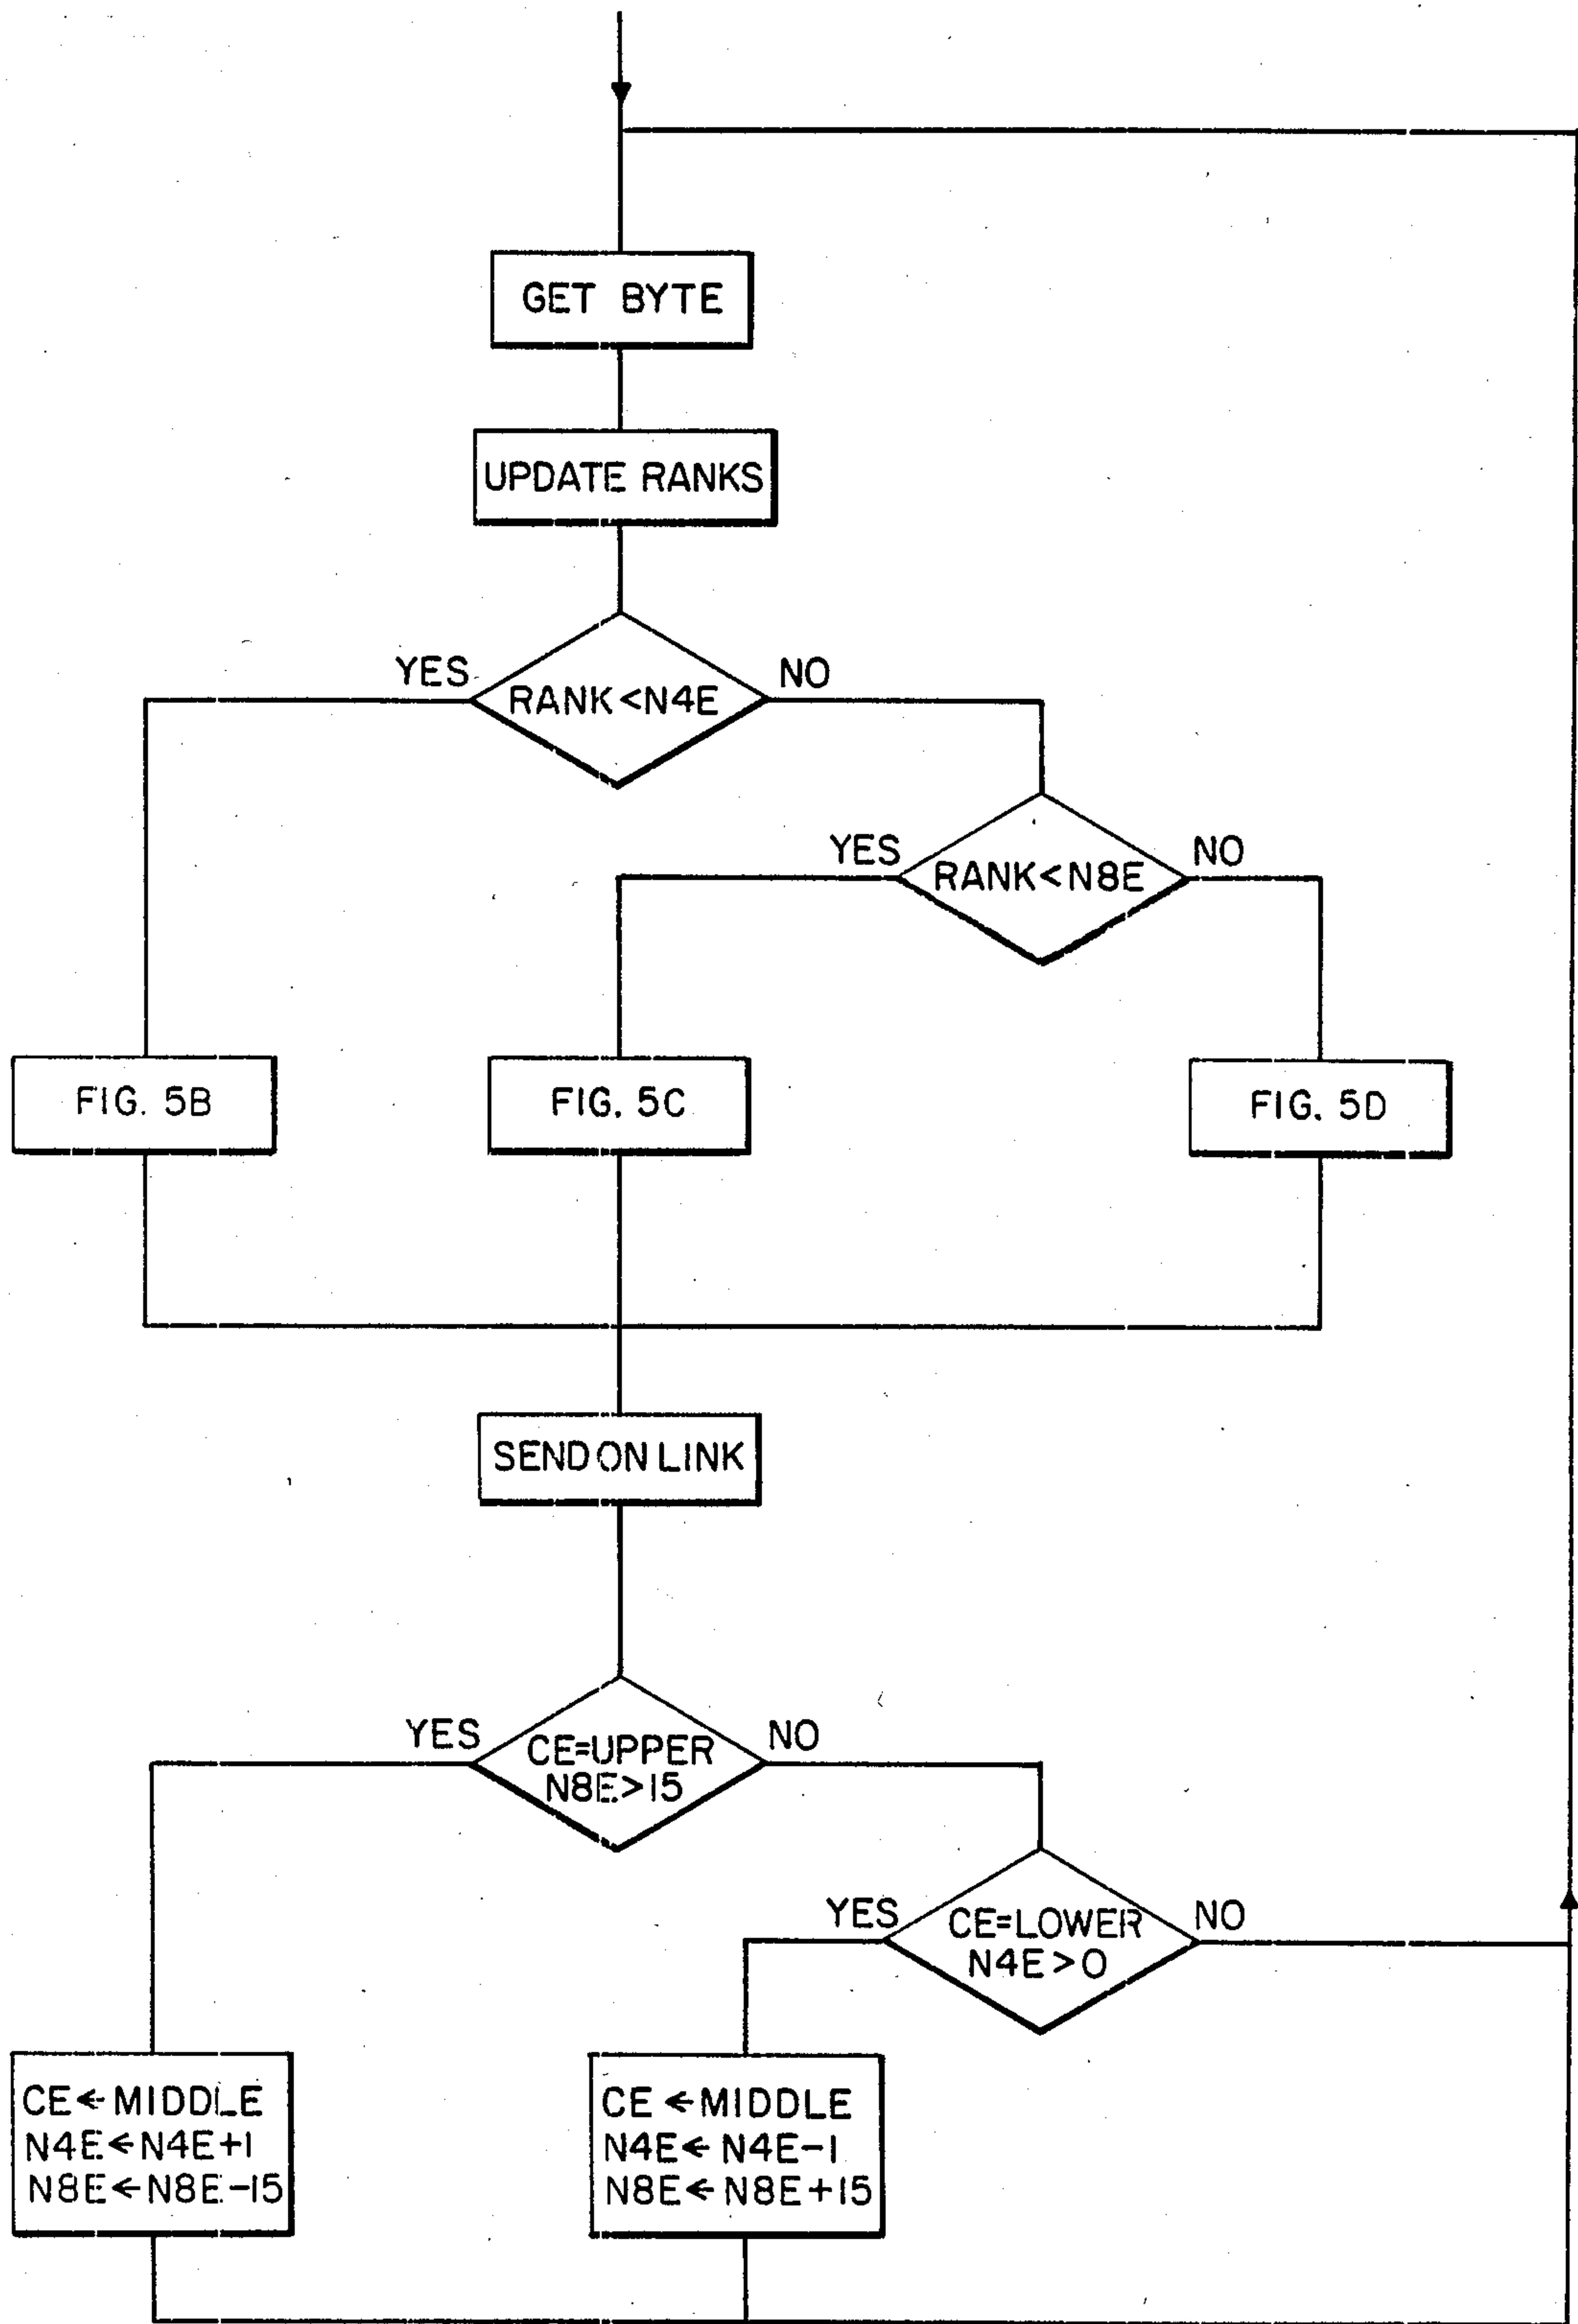 GET BYTE
UPDATE RANKS
YES
RANK<N4E
NO
YES
RANK<N8E
NO
FIG. 5B
FIG. 5C
FIG. 5D
SEND ON LINK
YES
CE=UPPER
N8E>15
NO
YES
CE=LOWER
N4E>0
NO
CE←MIDDLE
N4E←N4E+1
N8E←N8E-15
CE←MIDDLE
N4E←N4E-1
N8E←N8E+15